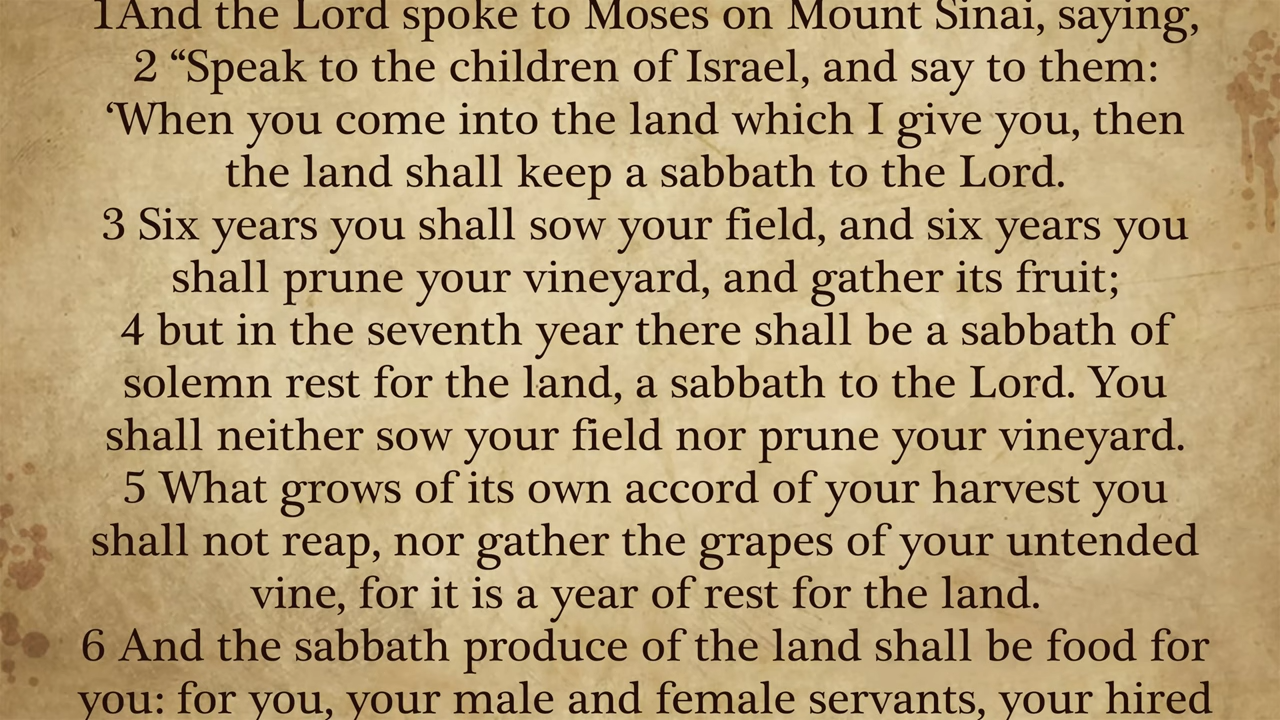 1And the Lord spoke to Moses on Mount Sinai, saying,
2 “Speak to the children of Israel, and say to them:
‘When you come into the land which I give you, then
the land shall keep a sabbath to the Lord.
3 Six years you shall sow your field, and six years you
shall prune your vineyard, and gather its fruit;
4 but in the seventh year there shall be a sabbath of
solemn rest for the land, a sabbath to the Lord. You
shall neither sow your field nor prune your vineyard.
5 What grows of its own accord of your harvest you
shall not reap, nor gather the grapes of your untended
vine, for it is a year of rest for the land.
6 And the sabbath produce of the land shall be food for
you: for you, your male and female servants, your hired